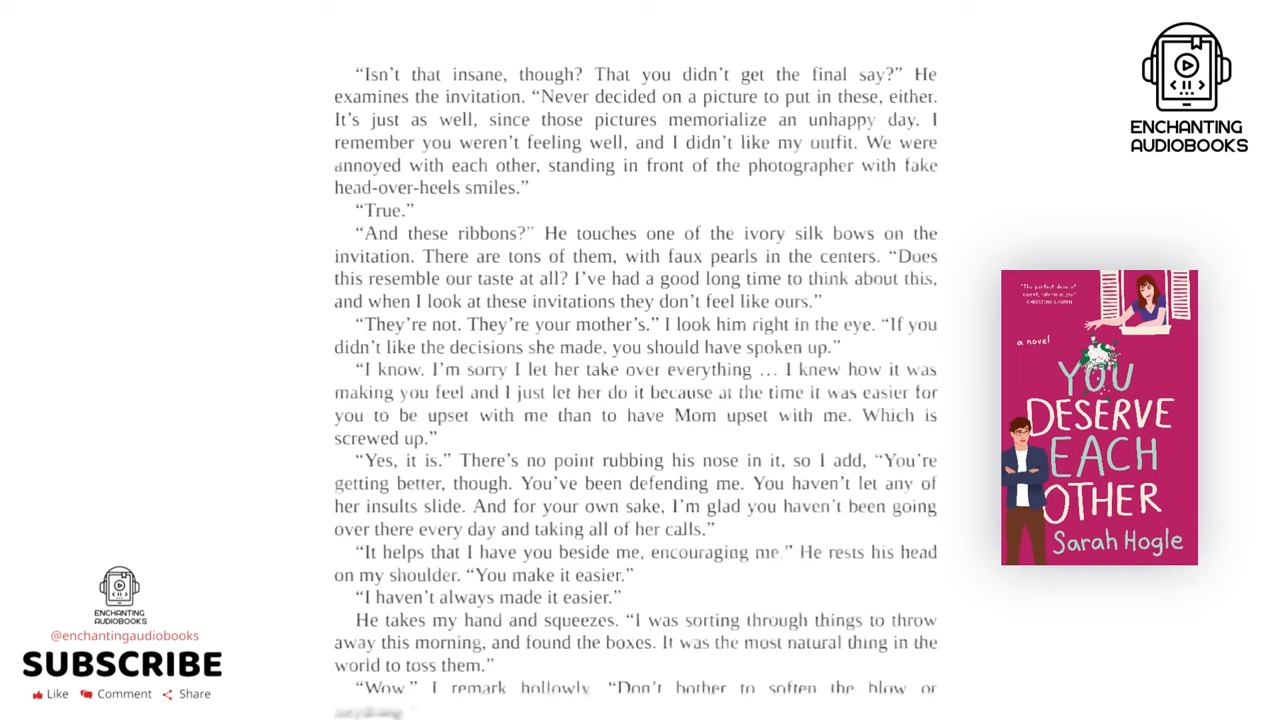 “Isn’t that insane, though? That you didn’t get the final say?” He
examines the invitation. “Never decided on a picture to put in these, either.
It’s just as well, since those pictures memorialize an unhappy day. I
remember you weren’t feeling well, and I didn’t like my outfit. We were
annoyed with each other, standing in front of the photographer with fake
head-over-heels smiles.”
“True.”
“And these ribbons?” He touches one of the ivory silk bows on the
invitation. There are tons of them, with faux pearls in the centers. “Does
this resemble our taste at all? I’ve had a good long time to think about this,
and when I look at these invitations they don’t feel like ours.”
“They’re not. They’re your mother’s.” I look him right in the eye. “If you
didn’t like the decisions she made, you should have spoken up.”
“I know. I’m sorry I let her take over everything … I knew how it was
making you feel and I just let her do it because at the time it was easier for
you to be upset with me than to have Mom upset with me. Which is
screwed up.”
“Yes, it is.” There’s no point rubbing his nose in it, so I add, “You’re
getting better, though. You’ve been defending me. You haven’t let any of
her insults slide. And for your own sake, I’m glad you haven’t been going
over there every day and taking all of her calls.”
“It helps that I have you beside me, encouraging me.” He rests his head
on my shoulder. “You make it easier.”
“I haven’t always made it easier.”
He takes my hand and squeezes. “I was sorting through things to throw
away this morning, and found the boxes. It was the most natural thing in the
world to toss them.”
“Wow” I remark hollowly “Don’t bother to soften the blow or
ENCHANTING
AUDIOBOOKS
CHRISTINA LAUREN
a novel
YOU
DESERVE
EACH
OTHER
Sarah Hogle
ENCHANTING
AUDIOBOOKS
@enchantingaudiobooks
SUBSCRIBE
Like Comment Share